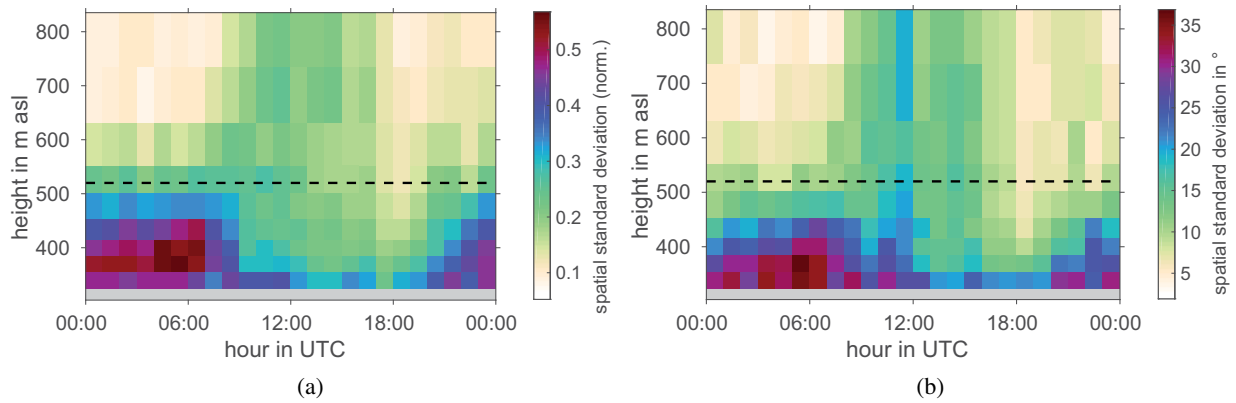 800
700
600
500
400
height in m asl
00:00 06:00 12:00 18:00 00:00
hour in UTC
0.5
0.4
0.3
0.2
0.1
spatial standard deviation (norm.)
(a)
800
700
600
500
400
height in m asl
00:00 06:00 12:00 18:00 00:00
hour in UTC
35
30
25
20
15
10
5
spatial standard deviation in °
(b)